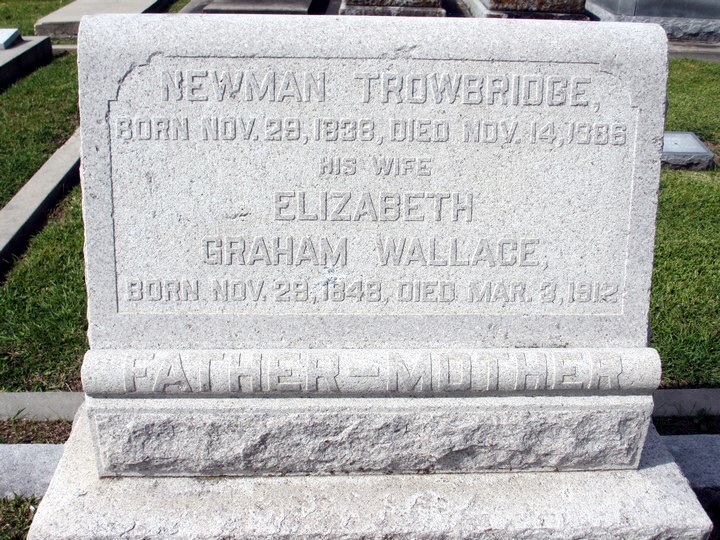 NEWMAN TROWBRIDGE,
BORN NOV. 29, 1838, DIED NOV. 14, 1886
HIS WIFE
ELIZABETH
GRAHAM WALLACE,
BORN NOV. 28, 1848, DIED MAR. 3, 1912
FATHER-MOTHER